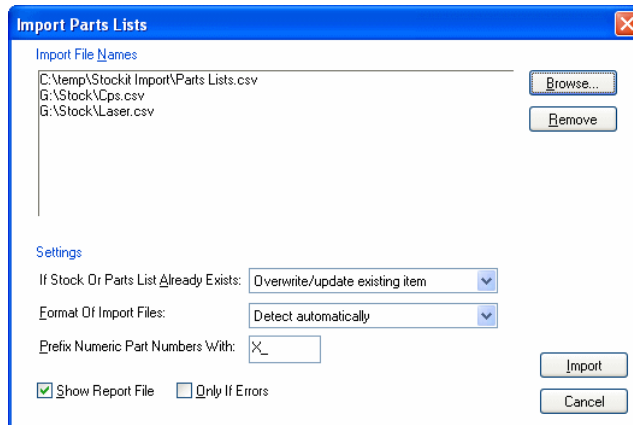 Import Parts Lists
Import File Names
C:\temp\Stockit Import\Parts Lists.csv
G:\Stock\Cps.csv
G:\Stock\Laser.csv
Browse...
Remove
Settings
If Stock Or Parts List Already Exists: Overwrite/update existing item
Format Of Import Files: Detect automatically
Prefix Numeric Part Numbers With: X_
Import
Show Report File Only If Errors
Cancel